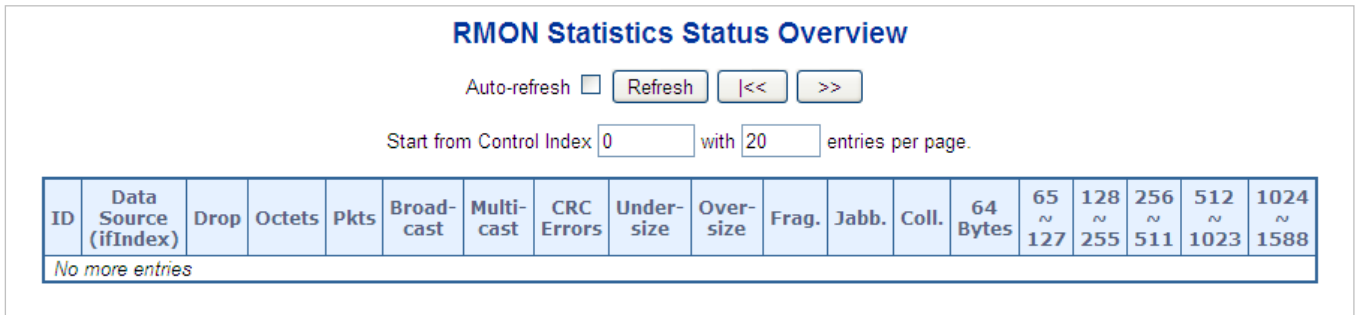 RMON Statistics Status Overview
Auto-refresh Refresh |<< >>
Start from Control Index 0 with 20 entries per page.
ID Data Source (ifIndex) Drop Octets Pkts Broad-cast Multi-cast CRC Errors Under-size Over-size Frag. Jabb. Coll. 64 Bytes 65 ~ 127 128 ~ 255 256 ~ 511 512 ~ 1023 1024 ~ 1588
No more entries